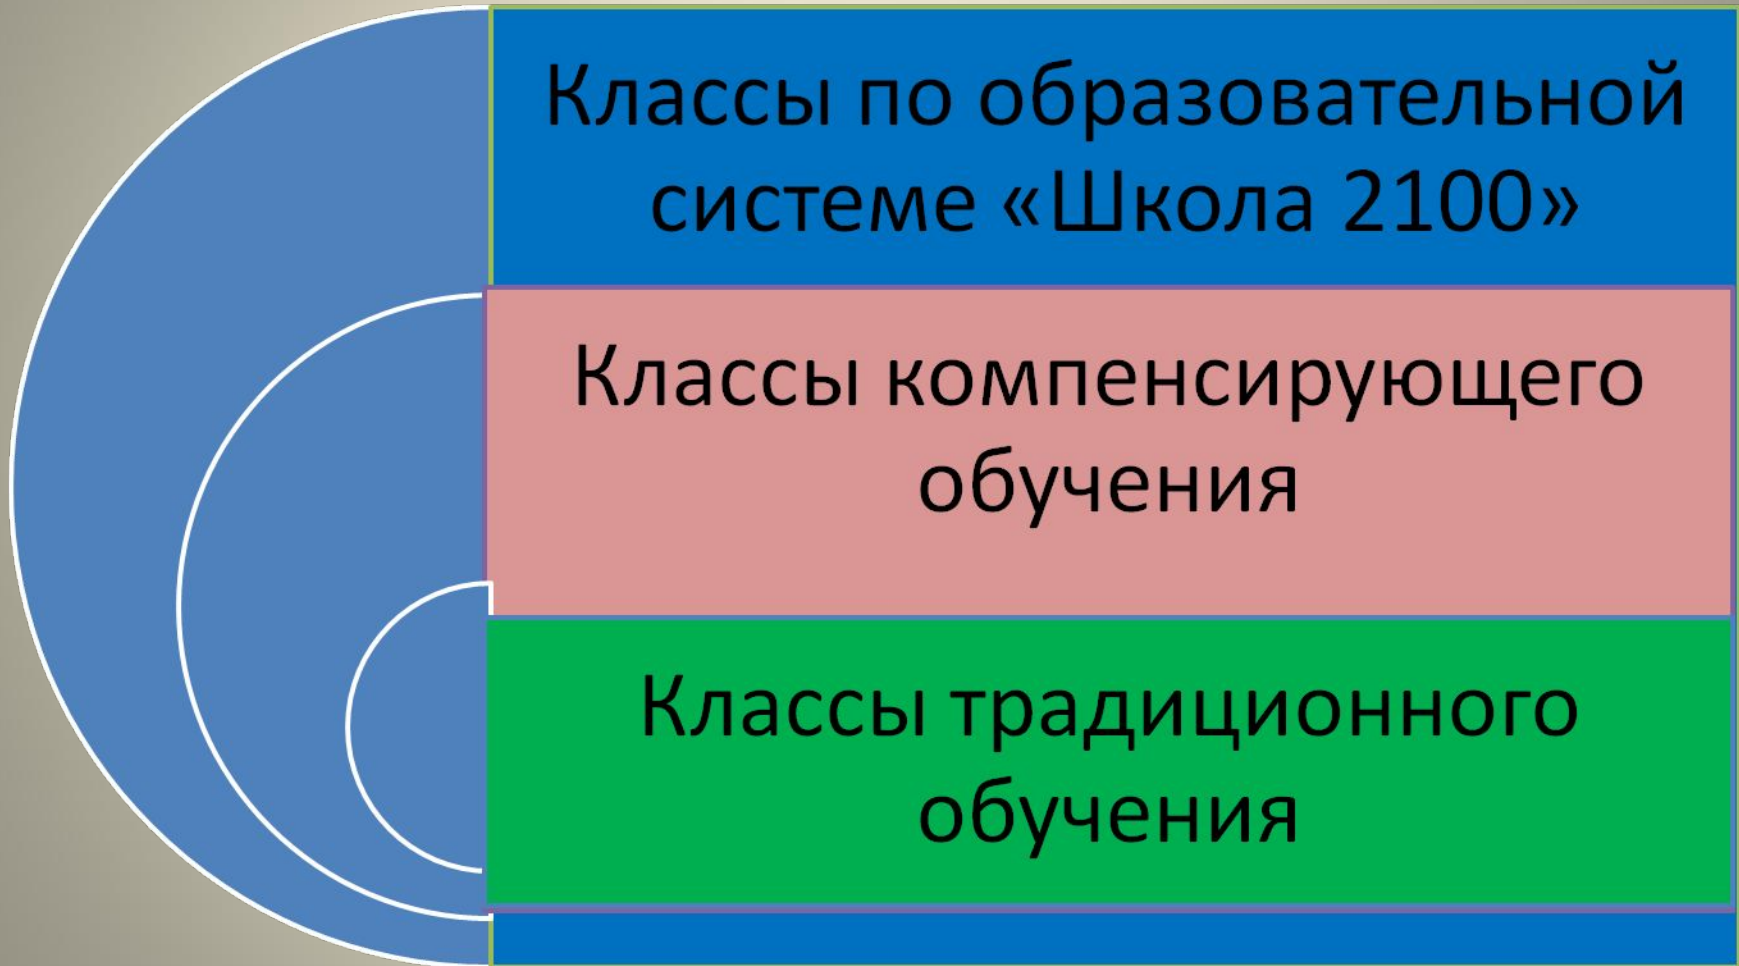 Классы по образовательной
системе «Школа 2100»
Классы компенсирующего
обучения
Классы традиционного
обучения